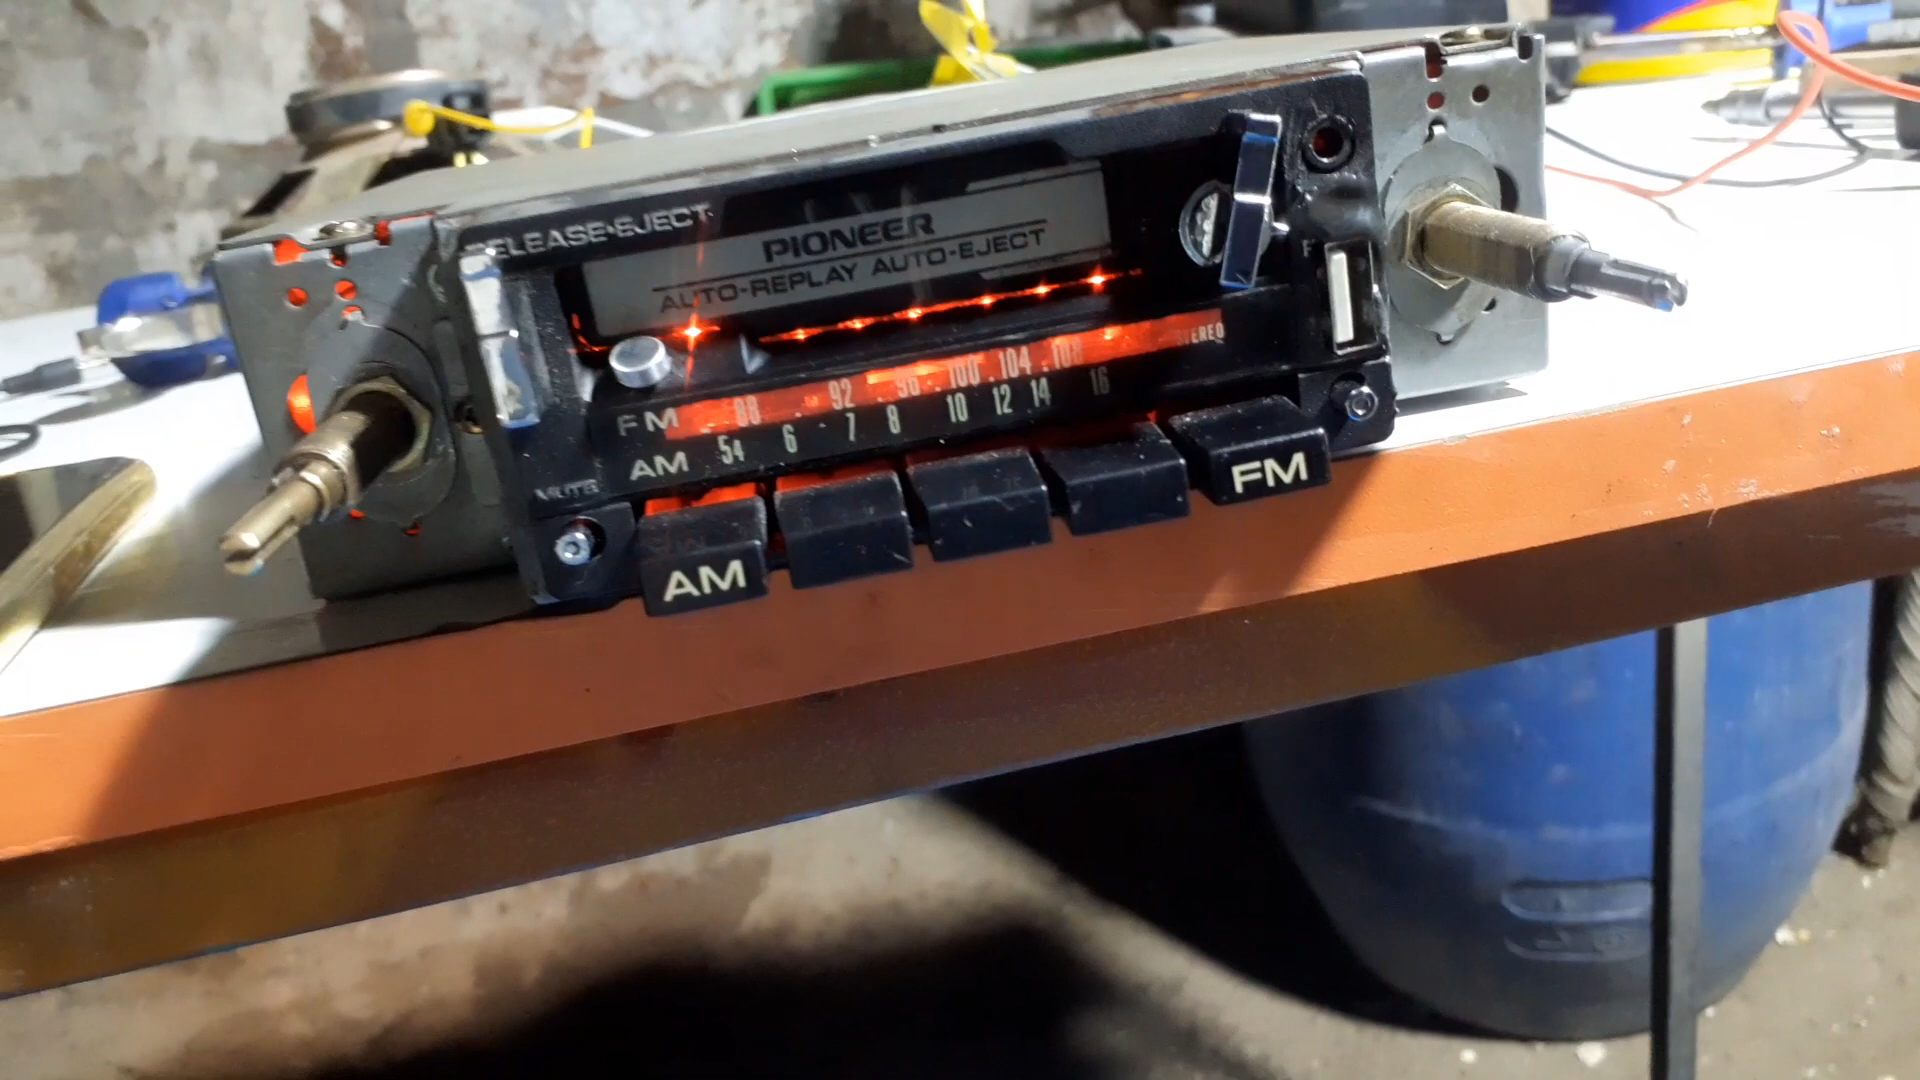 RELEASE•EJECT
PIONEER
AUTO-REPLAY AUTO-EJECT
STEREO
FM 88 . 92 . 96 . 100 . 104 . 108
AM 54 6 7 8 10 12 14 16
MUTE
AM
FM